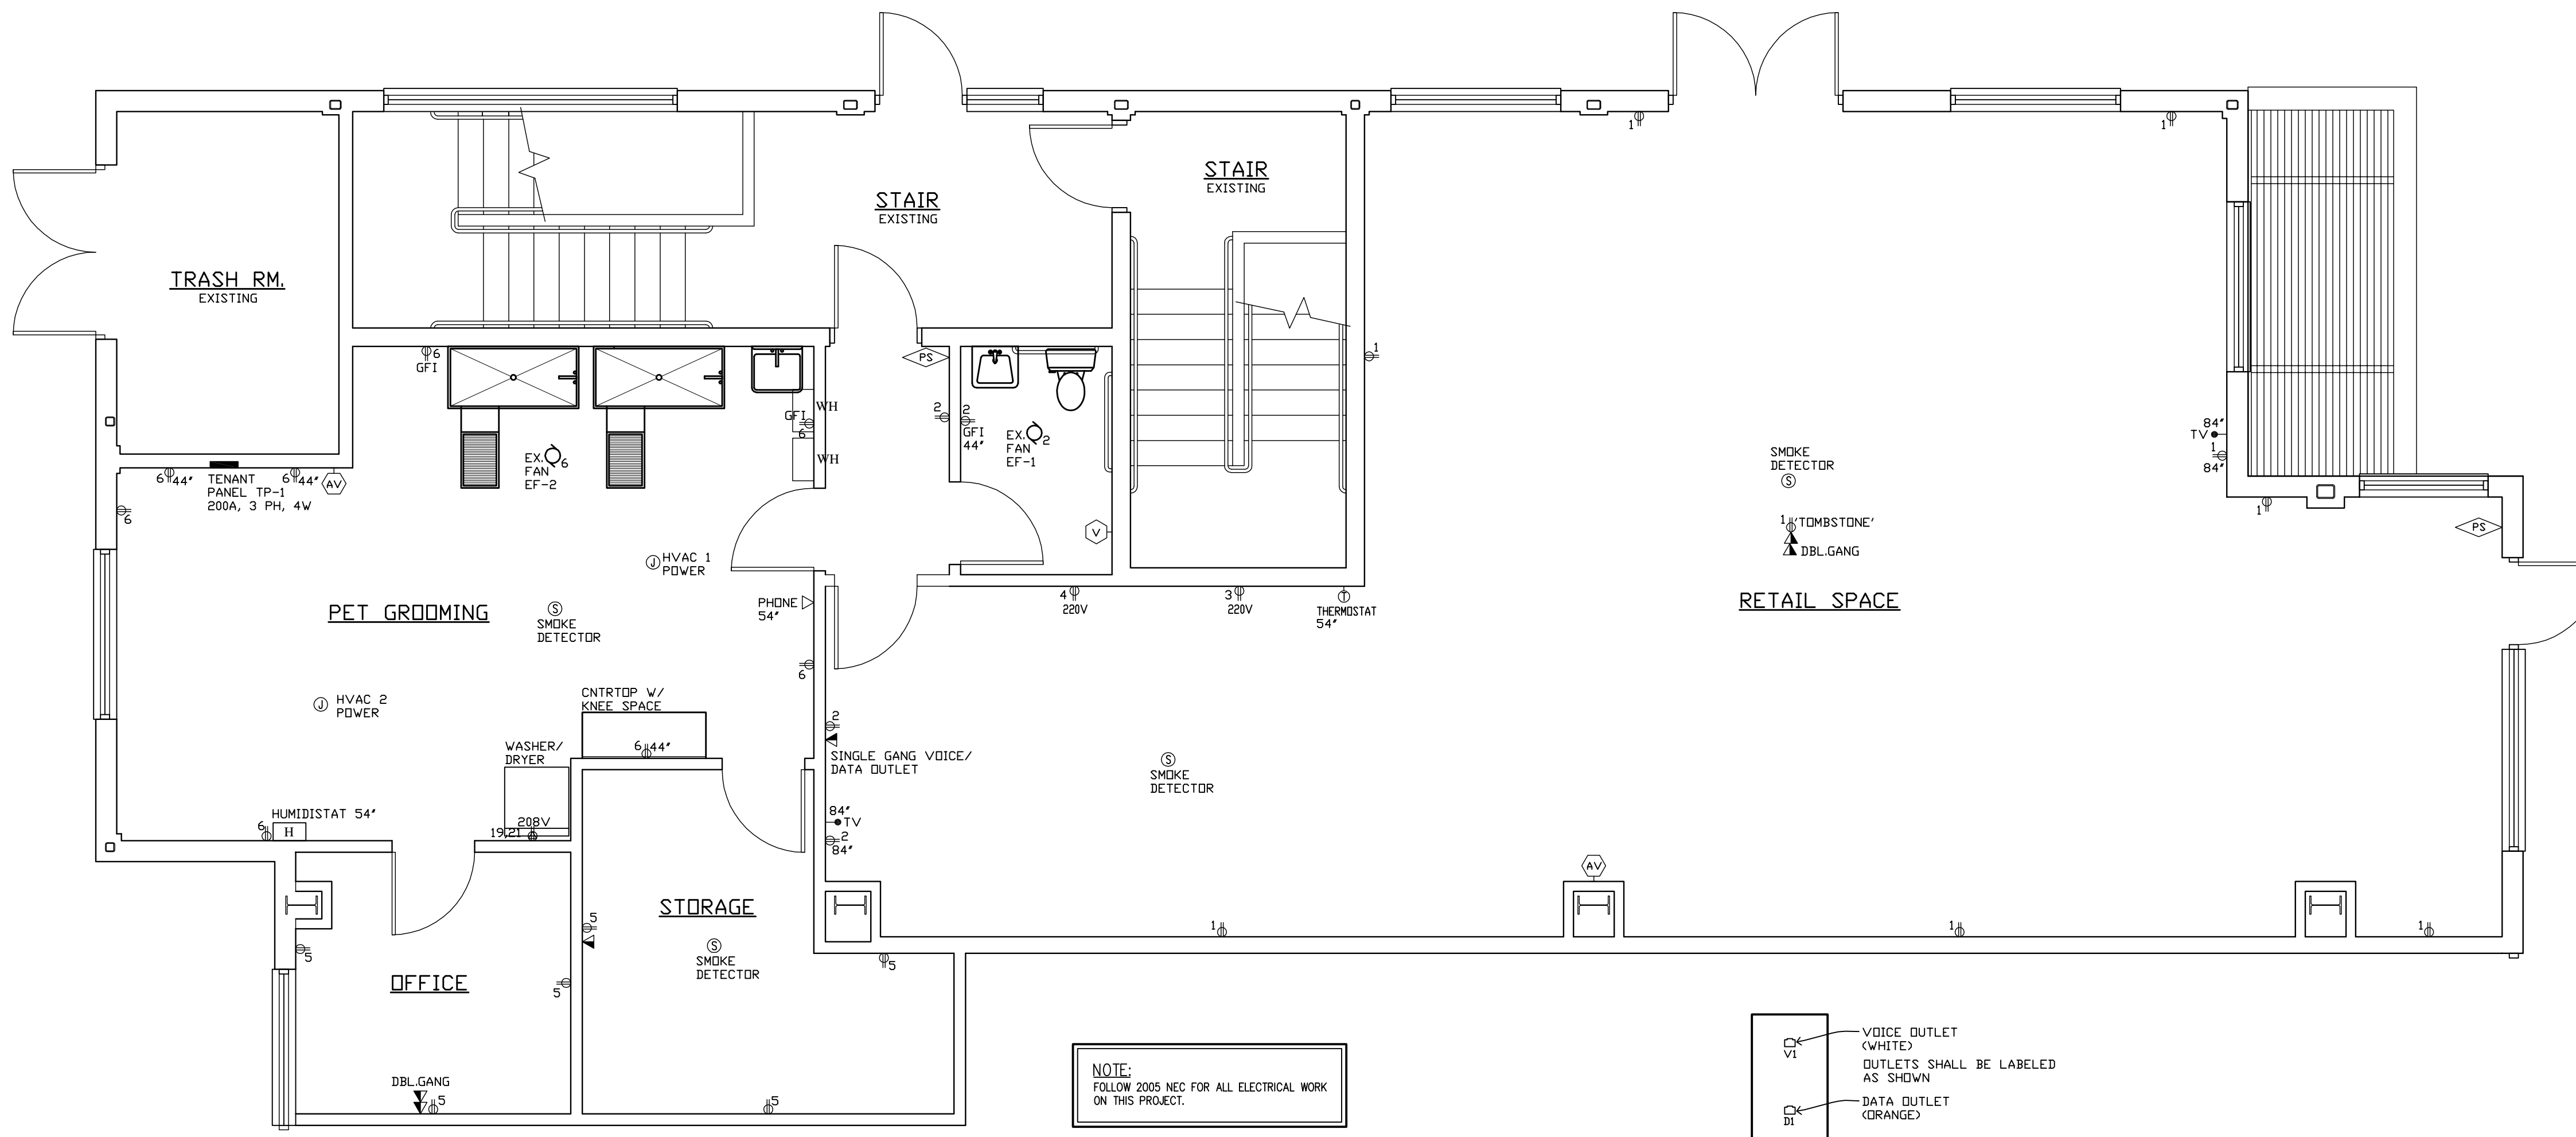 1
1
STAIR
EXISTING
STAIR
EXISTING
TRASH RM.
EXISTING
6
GFI
PS
1
WH
GFI
6
2
2
GFI
44"
EX.
FAN
EF-1
2
84"
TV
1
84"
EX.
FAN
EF-2
6
WH
SMOKE
DETECTOR
S
6
44"
TENANT
PANEL TP-1
200A, 3 PH, 4W
6
44"
AV
6
1
PS
V
1
'TOMBSTONE'
DBL.GANG
J
HVAC 1
POWER
PET GROOMING
S
SMOKE
DETECTOR
PHONE
54"
4
220V
3
220V
T
THERMOSTAT
54"
RETAIL SPACE
6
J
HVAC 2
POWER
CNTRTOP W/
KNEE SPACE
6
44"
2
SINGLE GANG VOICE/
DATA OUTLET
S
SMOKE
DETECTOR
WASHER/
DRYER
HUMIDISTAT 54"
6
H
208V
19,21
84"
TV
2
84"
AV
STORAGE
5
S
SMOKE
DETECTOR
1
1
1
5
OFFICE
5
5
DBL.GANG
5
5
NOTE:
FOLLOW 2005 NEC FOR ALL ELECTRICAL WORK
ON THIS PROJECT.
V1
VOICE OUTLET
(WHITE)
OUTLETS SHALL BE LABELED
AS SHOWN
D1
DATA OUTLET
(ORANGE)